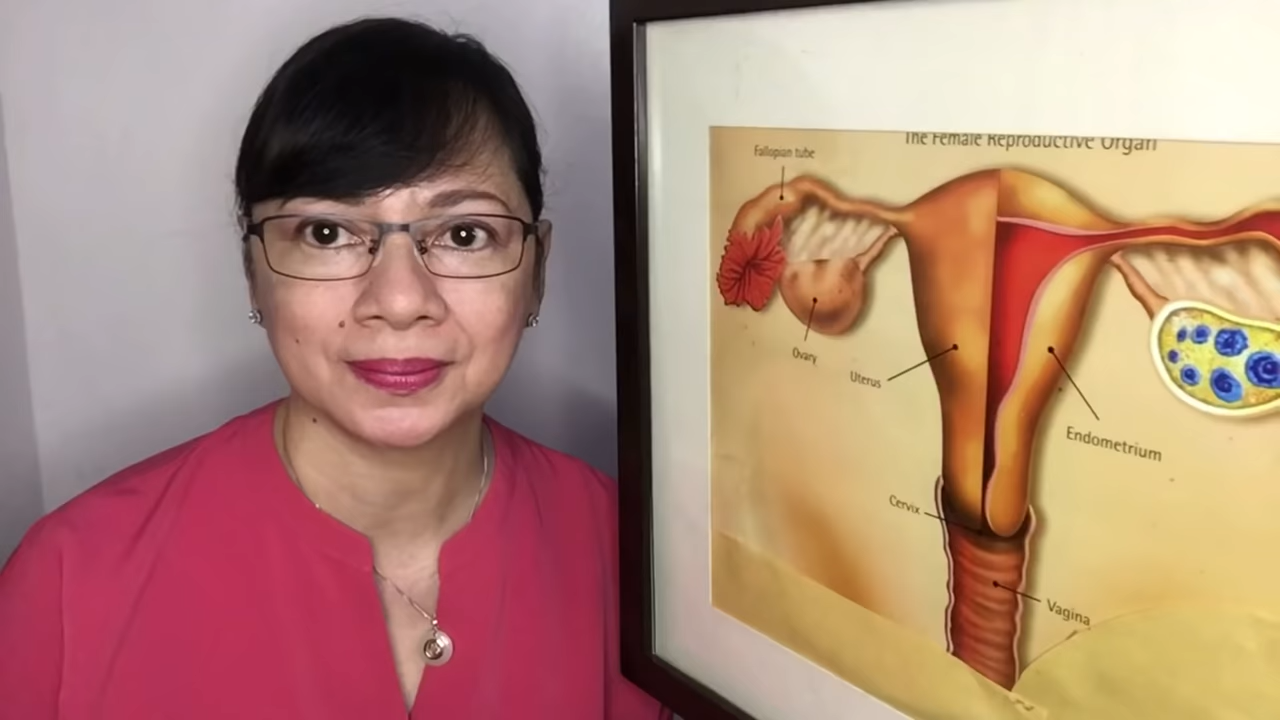 The Female Reproductive Organ
Fallopian tube
Ovary
Uterus
Endometrium
Cervix
Vagina